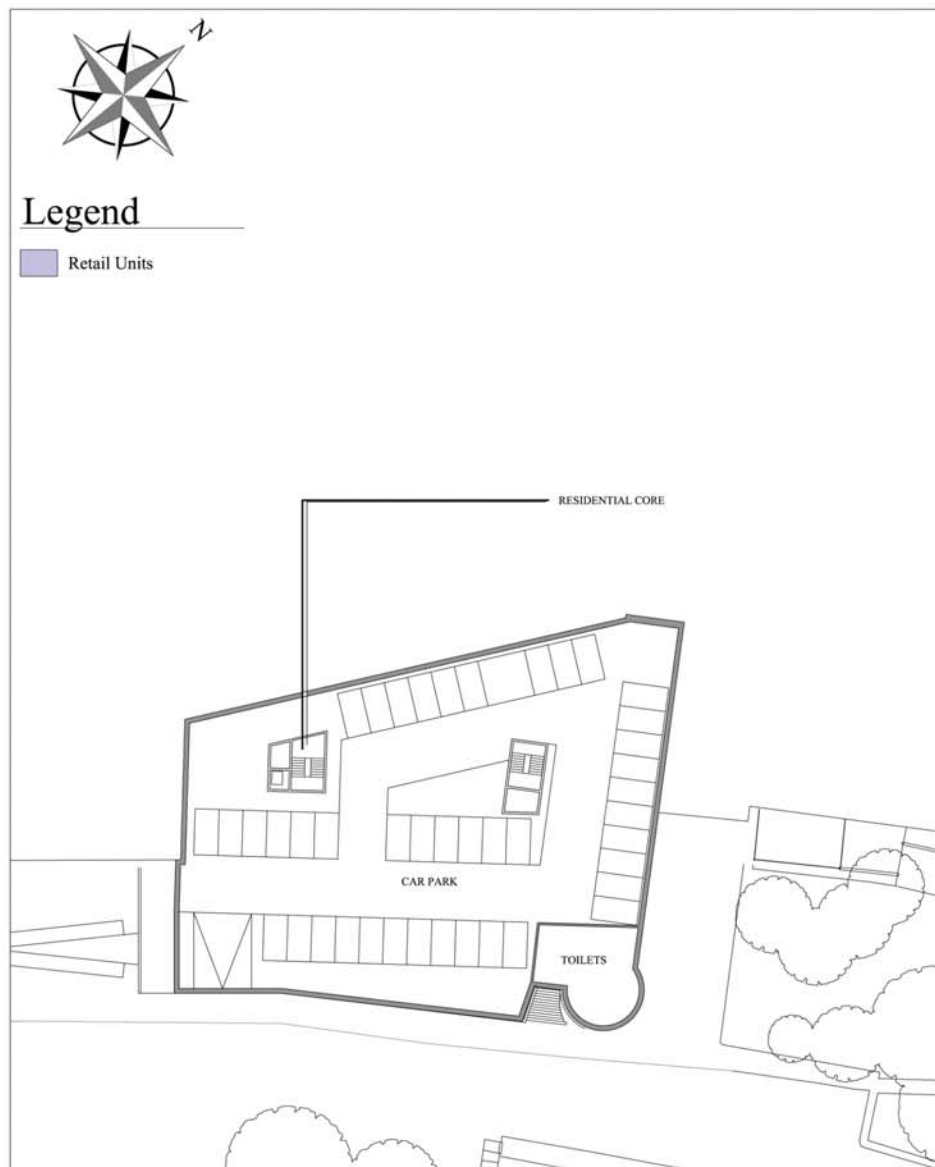 N
Legend
Retail Units
RESIDENTIAL CORE
CAR PARK
TOILETS